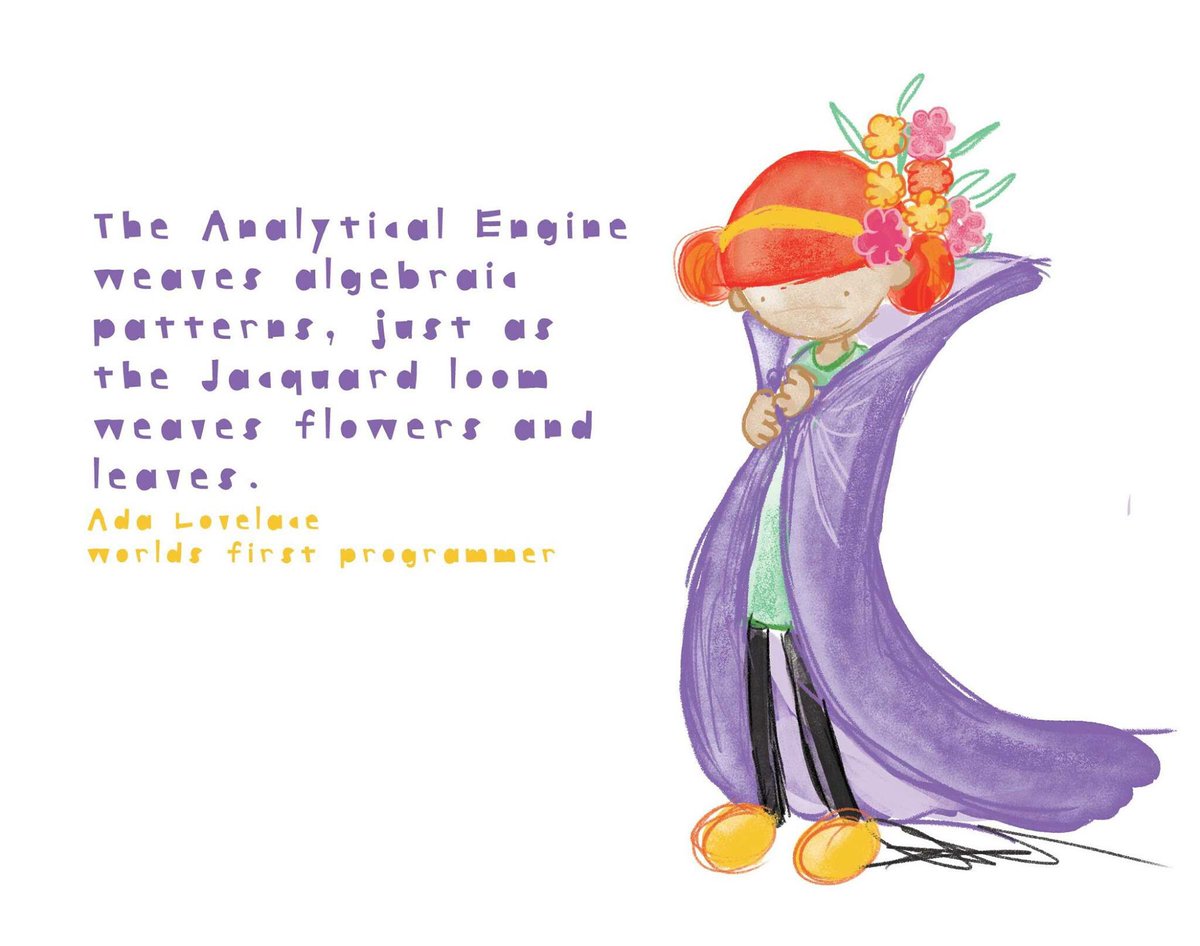 The Analytical Engine
weaves algebraic
patterns, just as
the Jacquard loom
weaves flowers and
leaves.
Ada Lovelace
worlds first programmer